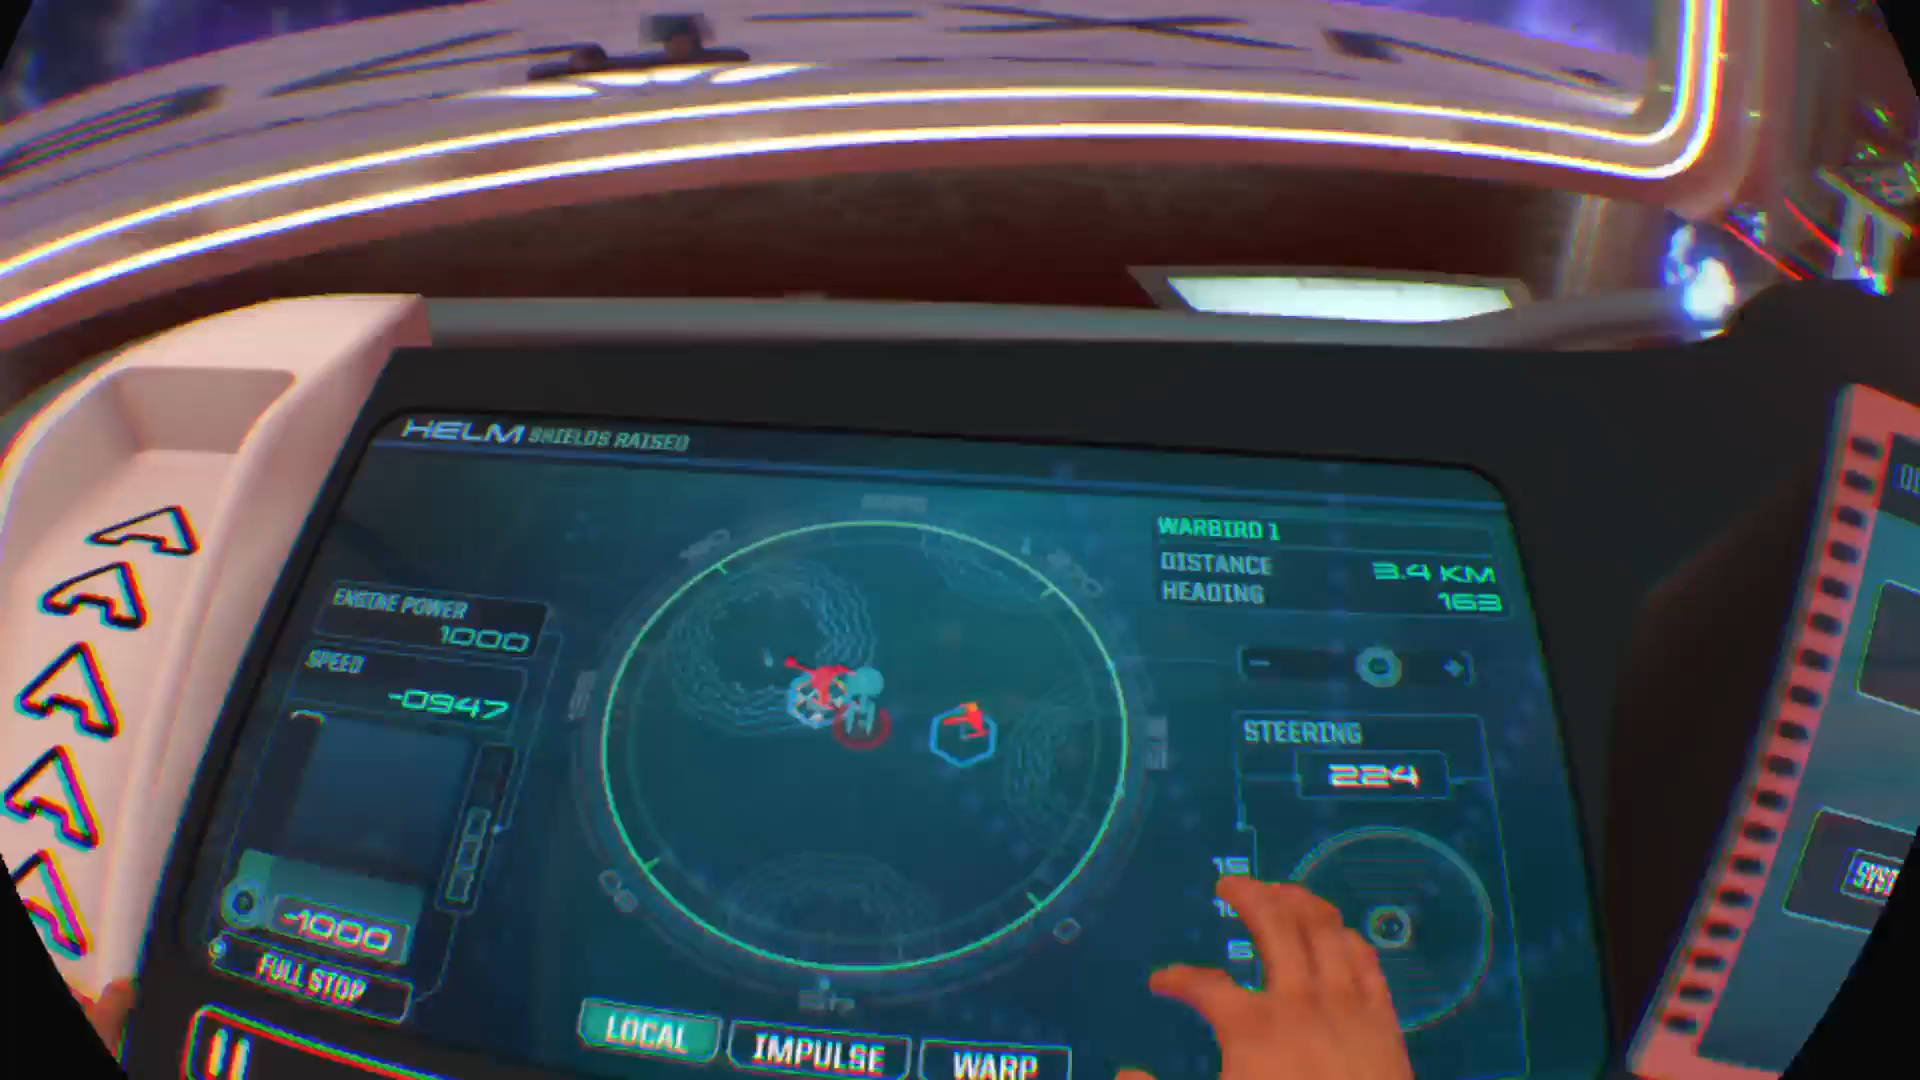 HELM SHIELDS RAISED
WARBIRD 1
DISTANCE 3.4 KM
HEADING 163
ENGINE POWER
1000
SPEED
-0947
STEERING
224
15
5
-1000
FULL STOP
LOCAL IMPULSE WARP